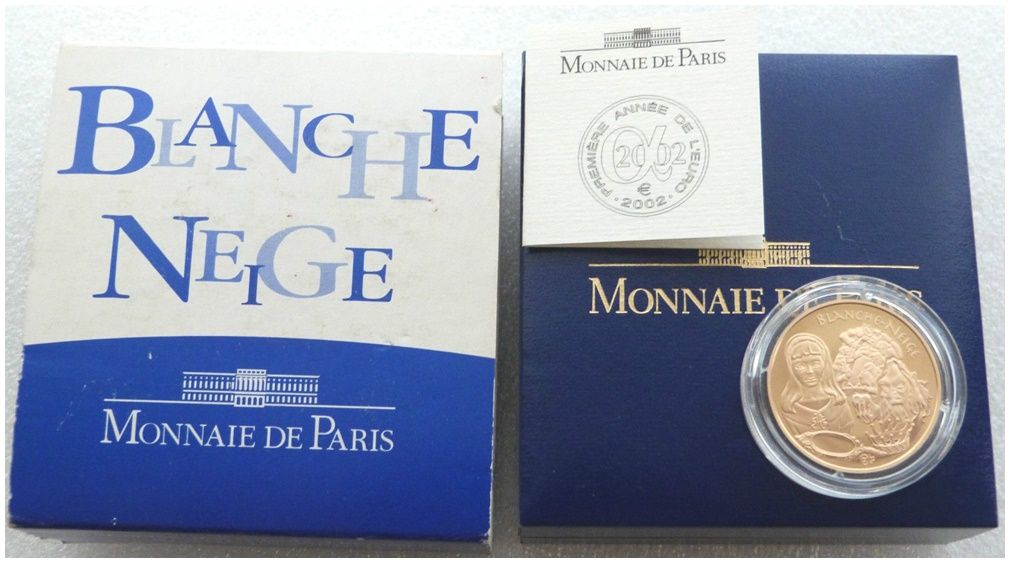 BLANCHE
NEIGE
MONNAIE DE PARIS
MONNAIE DE PARIS
PREMIÈRE ANNÉE DE L'EURO
2002
€
· 2002 ·
MONNAIE DE PARIS
BLANCHE-NEIGE